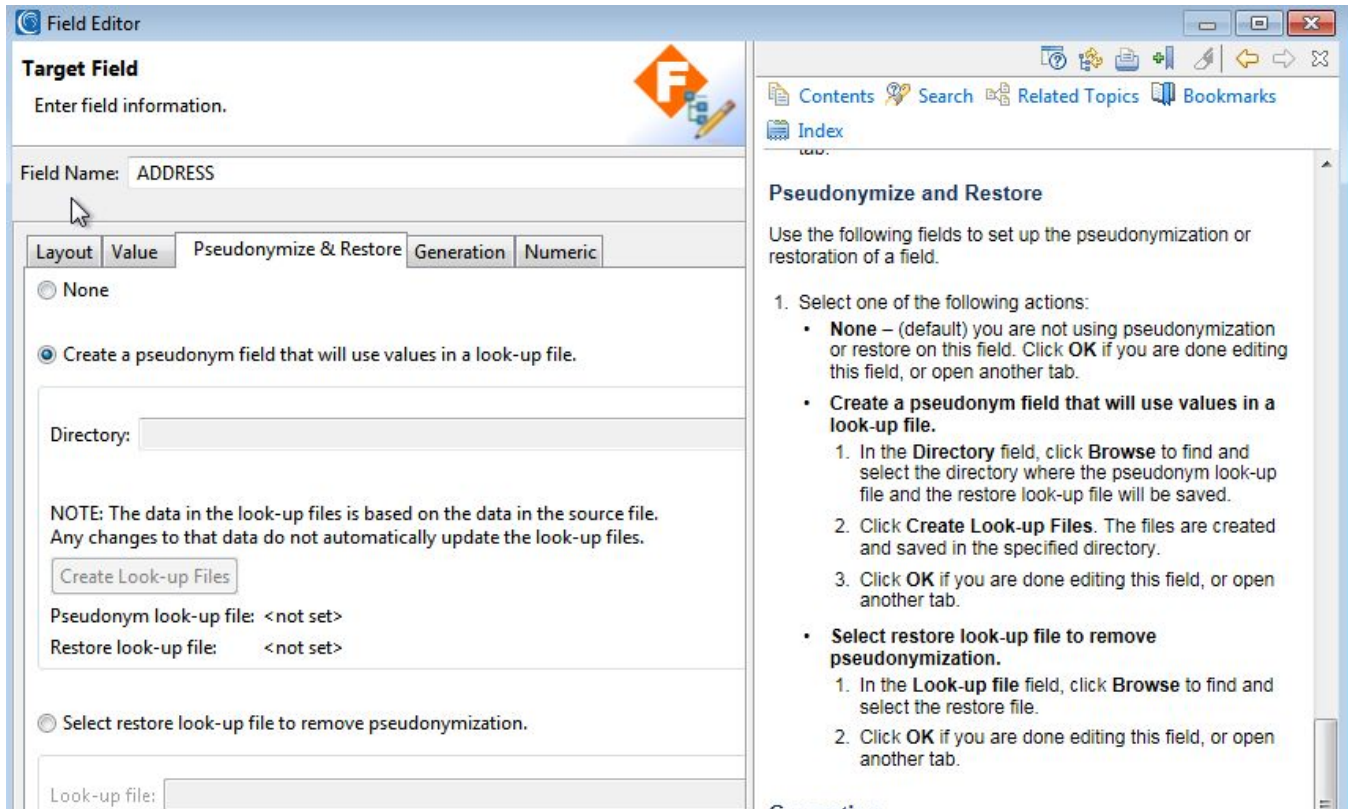 Field Editor
Target Field
Enter field information.
Field Name: ADDRESS
Layout Value Pseudonymize & Restore Generation Numeric
None
Create a pseudonym field that will use values in a look-up file.
Directory:
NOTE: The data in the look-up files is based on the data in the source file.
Any changes to that data do not automatically update the look-up files.
Create Look-up Files
Pseudonym look-up file: <not set>
Restore look-up file: <not set>
Select restore look-up file to remove pseudonymization.
Look-up file:
Contents Search Related Topics Bookmarks
Index
tab.
Pseudonymize and Restore
Use the following fields to set up the pseudonymization or
restoration of a field.
1. Select one of the following actions:
• None – (default) you are not using pseudonymization
or restore on this field. Click OK if you are done editing
this field, or open another tab.
• Create a pseudonym field that will use values in a
look-up file.
1. In the Directory field, click Browse to find and
select the directory where the pseudonym look-up
file and the restore look-up file will be saved.
2. Click Create Look-up Files. The files are created
and saved in the specified directory.
3. Click OK if you are done editing this field, or open
another tab.
• Select restore look-up file to remove
pseudonymization.
1. In the Look-up file field, click Browse to find and
select the restore file.
2. Click OK if you are done editing this field, or open
another tab.